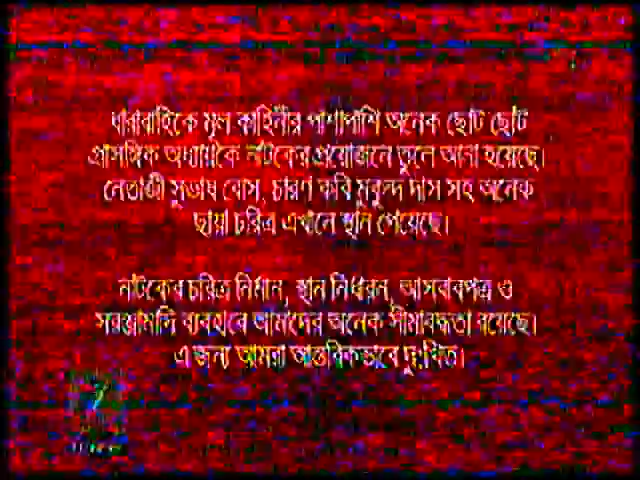 ধারাবাহিকে মূল কাহিনীর পাশাপাশি অনেক ছোট ছোট
প্রাসঙ্গিক অধ্যায়কে নাটকের প্রয়োজনে তুলে আনা হয়েছে।
নেতাজী সুভাষ বোস, চারণ কবি মুকুন্দ দাস সহ অনেক
ছায়া চরিত্র এখানে স্থান পেয়েছে।
নাটকের চরিত্র নির্মান, স্থান নির্ধারন, আসবাবপত্র ও
সরঞ্জামাদি ব্যবহারে আমাদের অনেক সীমাবদ্ধতা রয়েছে।
এ জন্য আমরা আন্তরিকভাবে দুঃখিত।